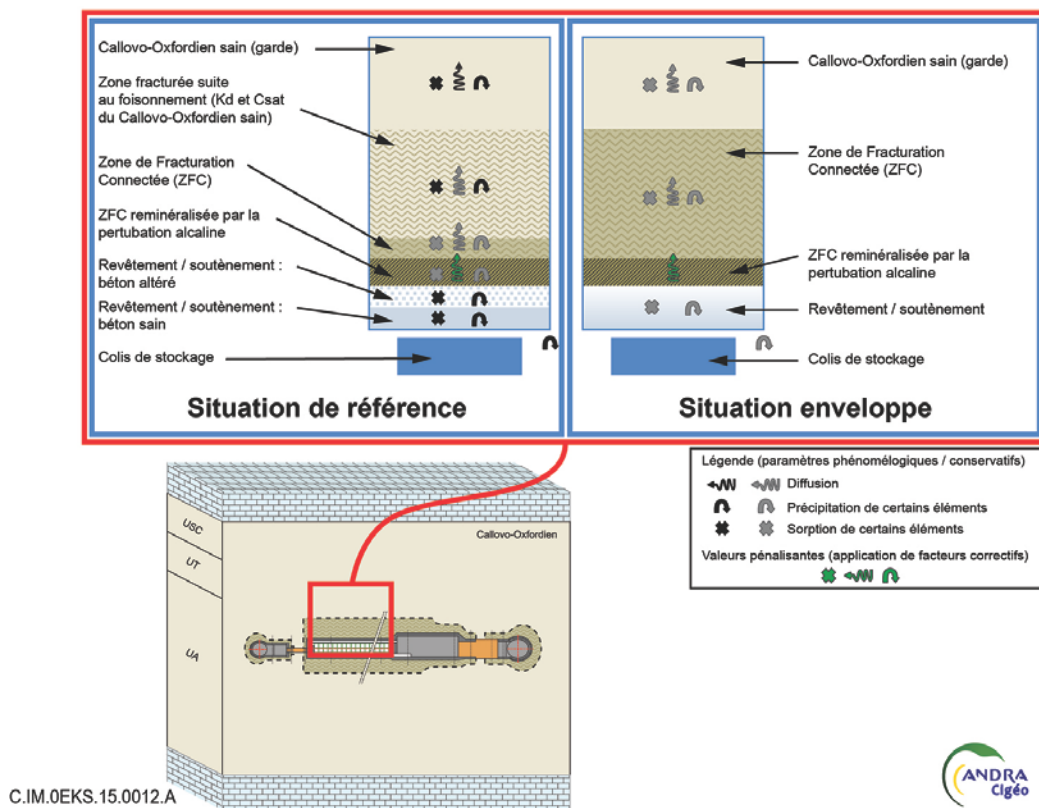 Callovo-Oxfordien sain (garde)
Zone fracturée suite
au foisonnement (Kd et Csat
du Callovo-Oxfordien sain)
Zone de Fracturation
Connectée (ZFC)
ZFC reminéralisée par la
pertubation alcaline
Revêtement / soutènement :
béton altéré
Revêtement / soutènement :
béton sain
Colis de stockage
Situation de référence
Callovo-Oxfordien sain (garde)
Zone de Fracturation
Connectée (ZFC)
ZFC reminéralisée par la
pertubation alcaline
Revêtement / soutènement
Colis de stockage
Situation enveloppe
Légende (paramètres phénomélogiques / conservatifs)
Diffusion
Précipitation de certains éléments
Sorption de certains éléments
Valeurs pénalisantes (application de facteurs correctifs)
USC
UT
UA
Callovo-Oxfordien
C.IM.0EKS.15.0012.A
ANDRA
Cigéo